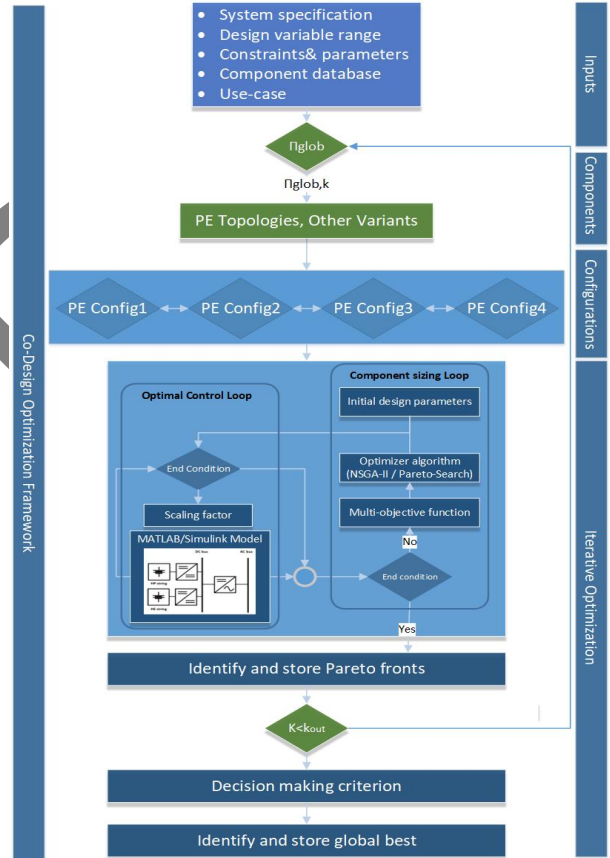 • System specification
• Design variable range
• Constraints& parameters
• Component database
• Use-case
Πglob
Πglob,k
PE Topologies, Other Variants
PE Config1
PE Config2
PE Config3
PE Config4
Optimal Control Loop
Component sizing Loop
Initial design parameters
End Condition
Optimizer algorithm
(NSGA-II / Pareto-Search)
Scaling factor
Multi-objective function
MATLAB/Simulink Model
No
End condition
Yes
Identify and store Pareto fronts
K<kout
Decision making criterion
Identify and store global best
Co-Design Optimization Framework
Inputs
Components
Configurations
Iterative Optimization